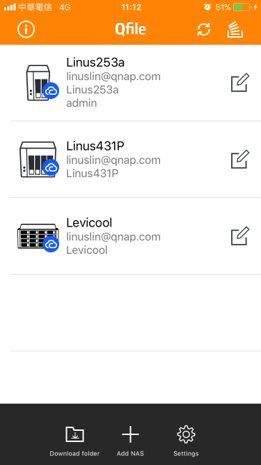 中華電信 4G 11:12 51%
Qfile
Linus253a
linuslin@qnap.com
Linus253a
admin
Linus431P
linuslin@qnap.com
Linus431P
Levicool
linuslin@qnap.com
Levicool
Download folder Add NAS Settings